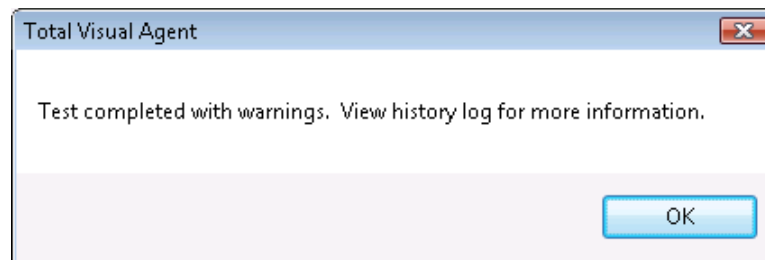 Total Visual Agent
Test completed with warnings.  View history log for more information.
OK